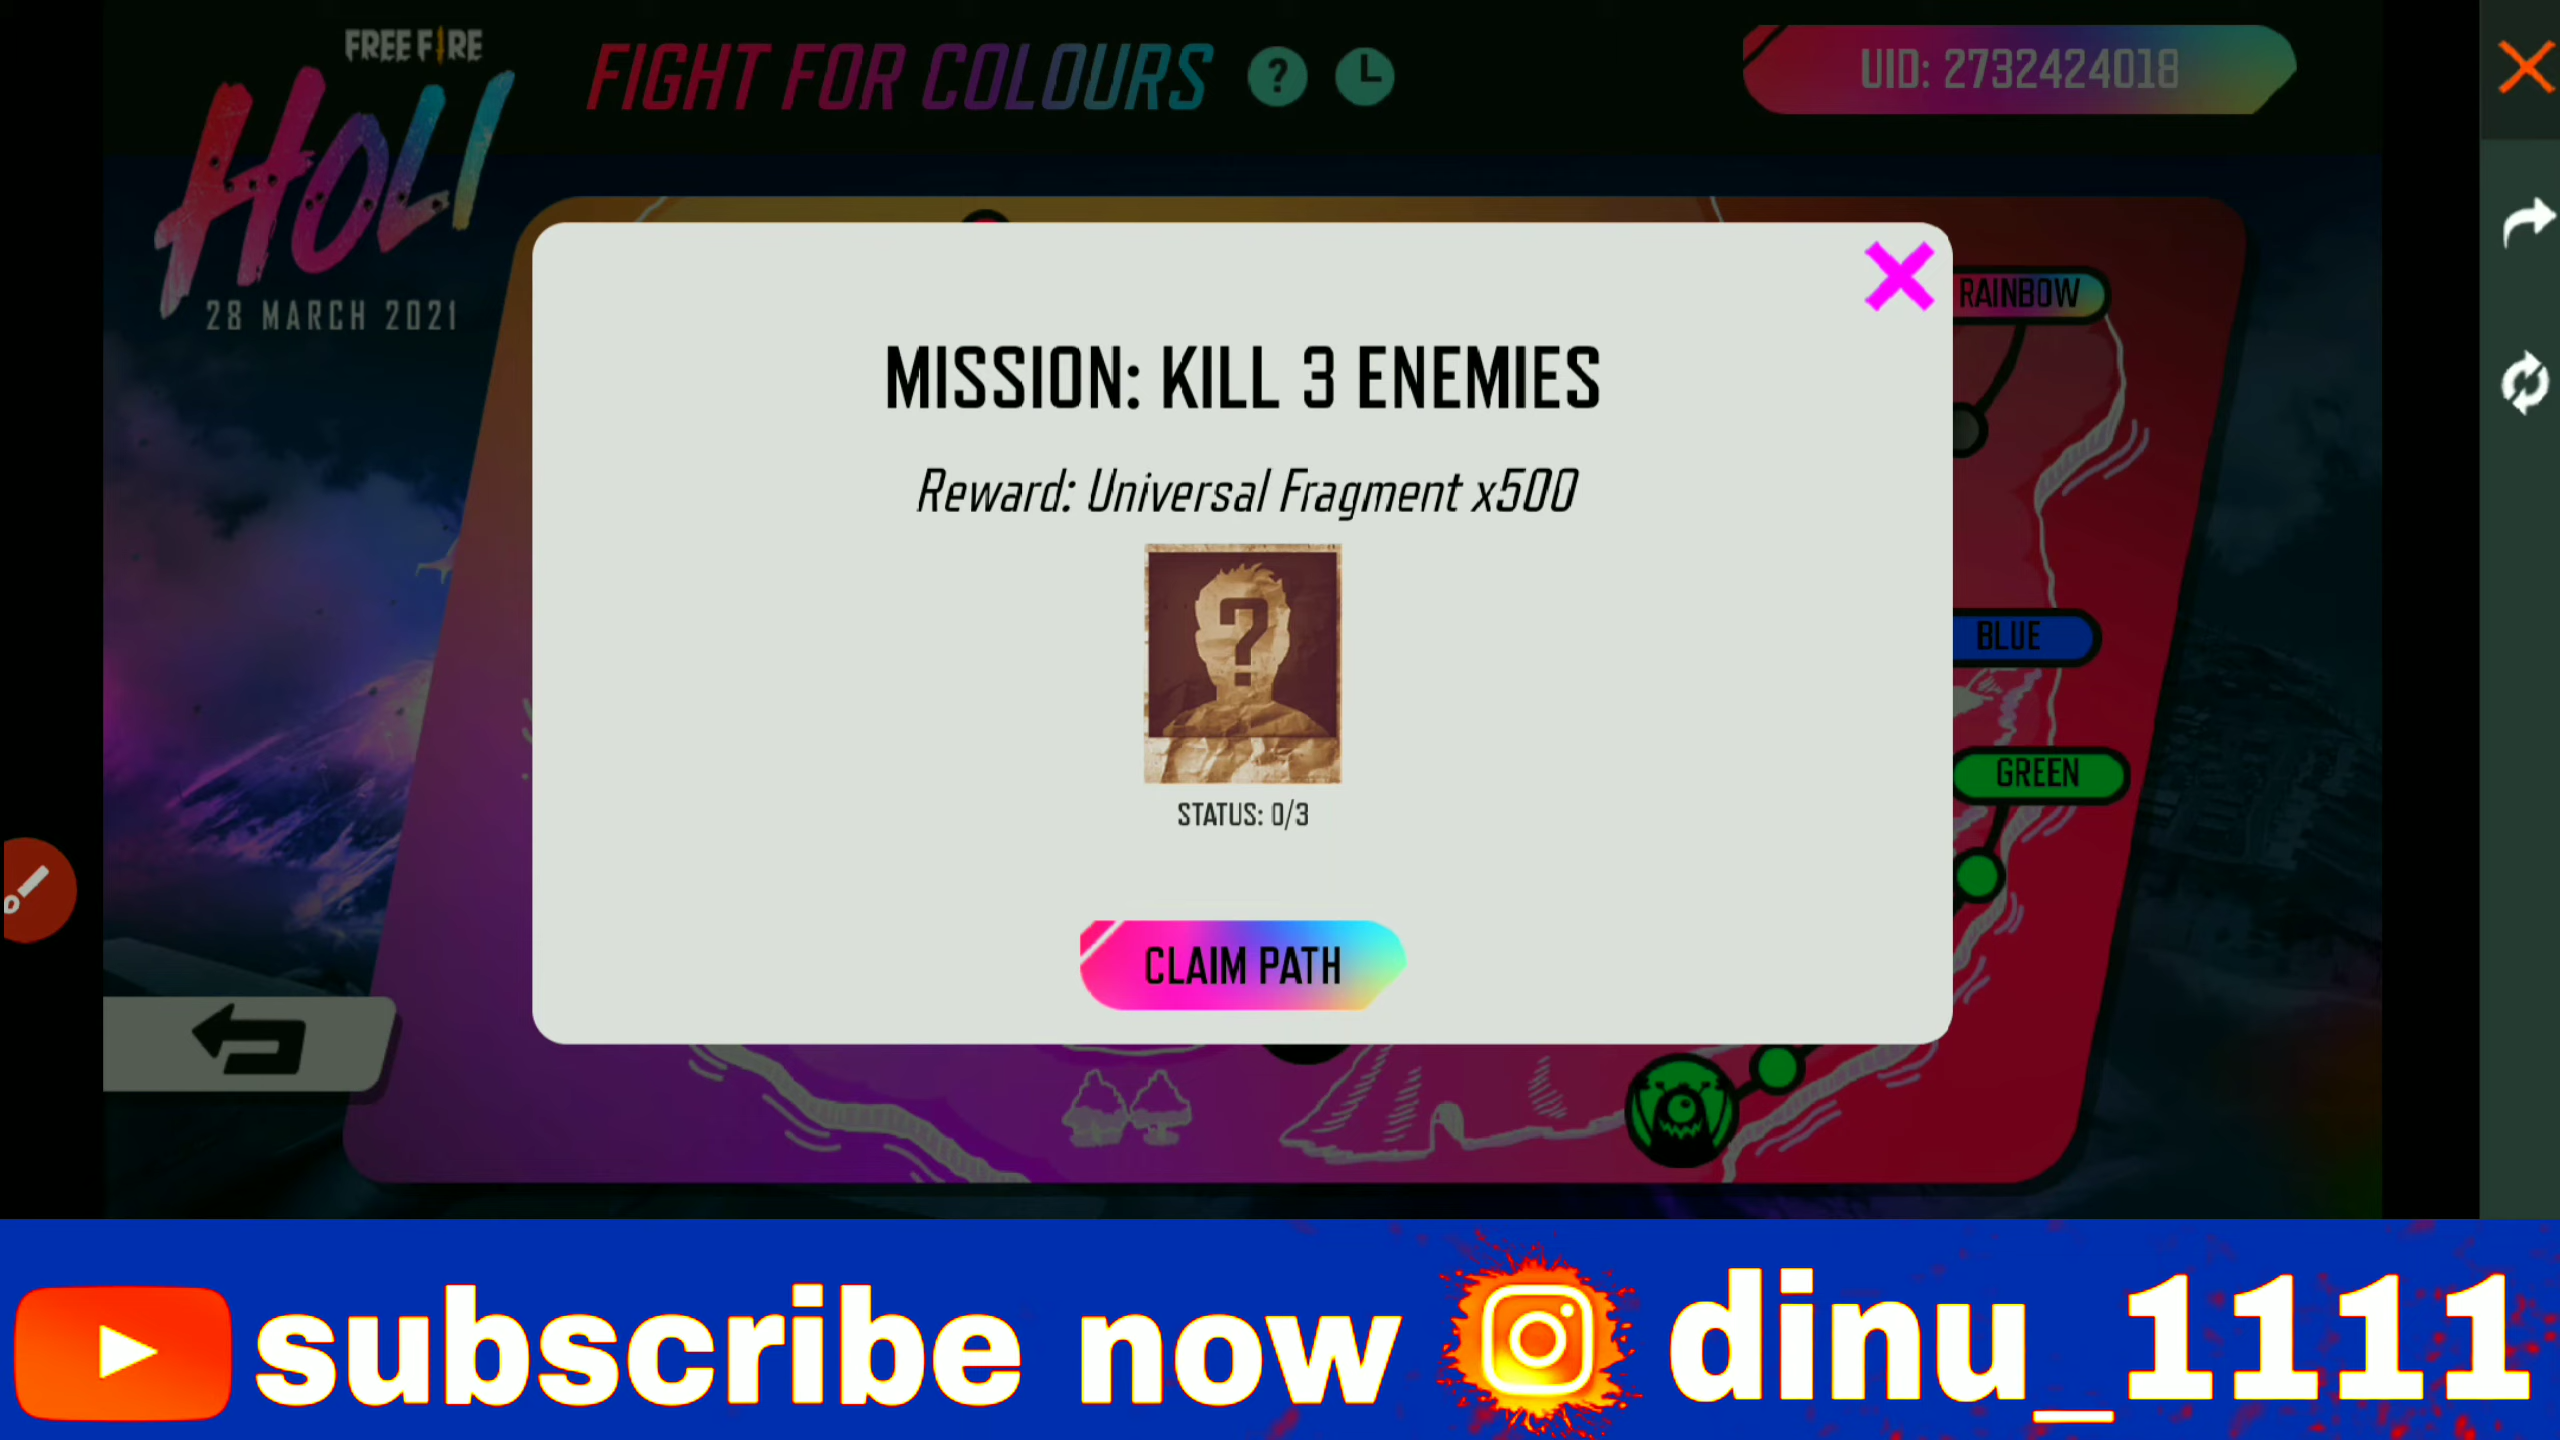 FREE FIRE
HOLI
28 MARCH 2021
FIGHT FOR COLOURS
?
UID: 2732424018
RAINBOW
MISSION: KILL 3 ENEMIES
Reward: Universal Fragment x500
?
STATUS: 0/3
BLUE
GREEN
CLAIM PATH
subscribe now dinu_1111